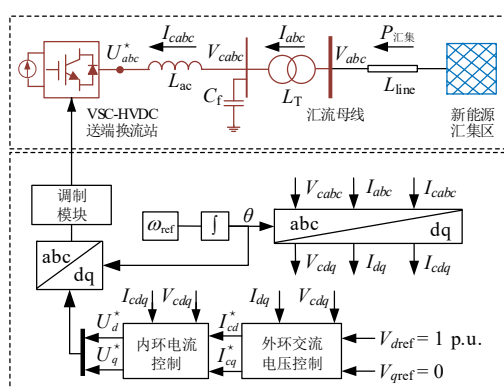 U*abc
Icabc
Vcabc
Iabc
Vabc
P汇集
Lac
Cf
LT
Lline
VSC-HVDC
送端换流站
汇流母线
新能源
汇集区
调制
模块
ωref
∫
θ
Vcabc
Iabc
Icabc
abc
dq
abc
dq
Vcdq
Idq
Icdq
Icdq
Vcdq
Idq
Vcdq
U*d
U*q
内环电流
控制
I*cd
I*cq
外环交流
电压控制
Vdref = 1 p.u.
Vqref = 0